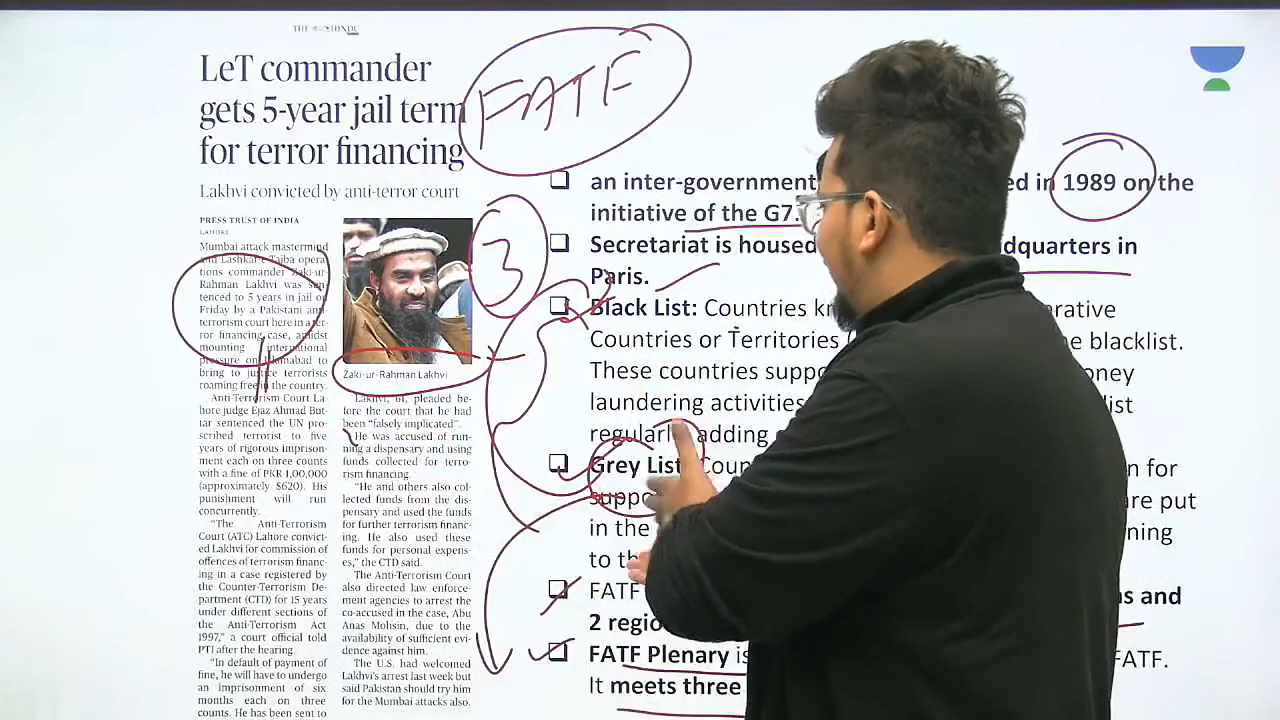 THE HINDU
LeT commander
gets 5-year jail term
for terror financing
Lakhvi convicted by anti-terror court
PRESS TRUST OF INDIA
LAHORE
Mumbai attack mastermind
and Lashkar-e-Taiba opera-
tions commander Zaki-ur-
Rahman Lakhvi was sen-
tenced to 5 years in jail on
Friday by a Pakistani anti-
terrorism court here in a ter-
ror financing case, amidst
mounting international
pressure on Islamabad to
bring to justice terrorists
roaming free in the country.
Anti-Terrorism Court La-
hore judge Ejaz Ahmad But-
tar sentenced the UN pro-
scribed terrorist to five
years of rigorous imprison-
ment each on three counts
with a fine of PKR 1,00,000
(approximately $620). His
punishment will run
concurrently.
"The Anti-Terrorism
Court (ATC) Lahore convict-
ed Lakhvi for commission of
offences of terrorism financ-
ing in a case registered by
the Counter-Terrorism De-
partment (CTD) for 15 years
under different sections of
the Anti-Terrorism Act
1997," a court official told
PTI after the hearing.
"In default of payment of
fine, he will have to undergo
an imprisonment of six
months each on three
counts. He has been sent to
Zaki-ur-Rahman Lakhvi
Lakhvi, 61, pleaded be-
fore the court that he had
been "falsely implicated".
He was accused of run-
ning a dispensary and using
funds collected for terro-
rism financing.
"He and others also col-
lected funds from the dis-
pensary and used the funds
for further terrorism financ-
ing. He also used these
funds for personal expens-
es," the CTD said.
The Anti-Terrorism Court
also directed law enforce-
ment agencies to arrest the
co-accused in the case, Abu
Anas Mohsin, due to the
availability of sufficient evi-
dence against him.
The U.S. had welcomed
Lakhvi's arrest last week but
said Pakistan should try him
for the Mumbai attacks also.
FATF
3
an inter-government ed in 1989 on the
initiative of the G7.
Secretariat is housed dquarters in
Paris.
Black List: Countries kn rative
Countries or Territories ( e blacklist.
These countries supp oney
laundering activities list
regularly adding
Grey List: Coun n for
suppo are put
in the ning
to th
FATF ns and
2 regio
FATF Plenary is FATF.
It meets three